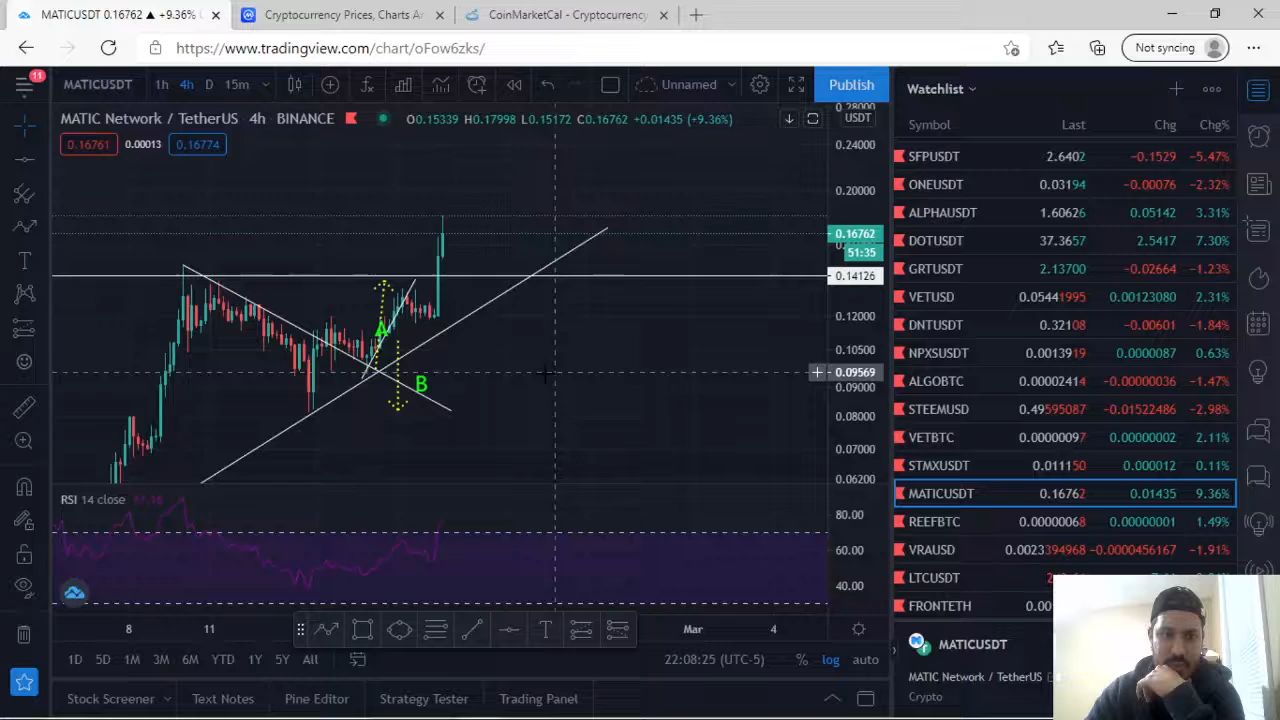 MATICUSDT 0.16762 ▲ +9.36%
Cryptocurrency Prices, Charts Ar
CoinMarketCal - Cryptocurrency
https://www.tradingview.com/chart/oFow6zks/
Not syncing
11
MATICUSDT 1h 4h D 15m
Unnamed
Publish
MATIC Network / TetherUS 4h BINANCE O0.15339 H0.17998 L0.15172 C0.16762 +0.01435 (+9.36%)
0.16761 0.00013 0.16774
A
B
0.28000
USDT
0.24000
0.20000
0.16762
51:35
0.14126
0.12000
0.10500
0.09569
0.09000
0.08000
0.07000
0.06200
RSI 14 close
80.00
60.00
40.00
8 11 Mar 4
1D 5D 1M 3M 6M YTD 1Y 5Y All
22:08:25 (UTC-5) % log auto
Stock Screener Text Notes Pine Editor Strategy Tester Trading Panel
Watchlist
Symbol Last Chg Chg%
SFPUSDT 2.6402 −0.1529 −5.47%
ONEUSDT 0.03194 −0.00076 −2.32%
ALPHAUSDT 1.60626 0.05142 3.31%
DOTUSDT 37.3657 2.5417 7.30%
GRTUSDT 2.13700 −0.02664 −1.23%
VETUSD 0.05441995 0.00123080 2.31%
DNTUSDT 0.32108 −0.00601 −1.84%
NPXSUSDT 0.0013919 0.0000087 0.63%
ALGOBTC 0.00002414 −0.00000036 −1.47%
STEEMUSD 0.49595087 −0.01522486 −2.98%
VETBTC 0.00000097 0.00000002 2.11%
STMXUSDT 0.011150 0.000012 0.11%
MATICUSDT 0.16762 0.01435 9.36%
REEFBTC 0.00000068 0.00000001 1.49%
VRAUSD 0.0023394968 −0.0000456167 −1.91%
LTCUSDT
FRONTETH 0.00
MATICUSDT
MATIC Network / TetherUS
Crypto